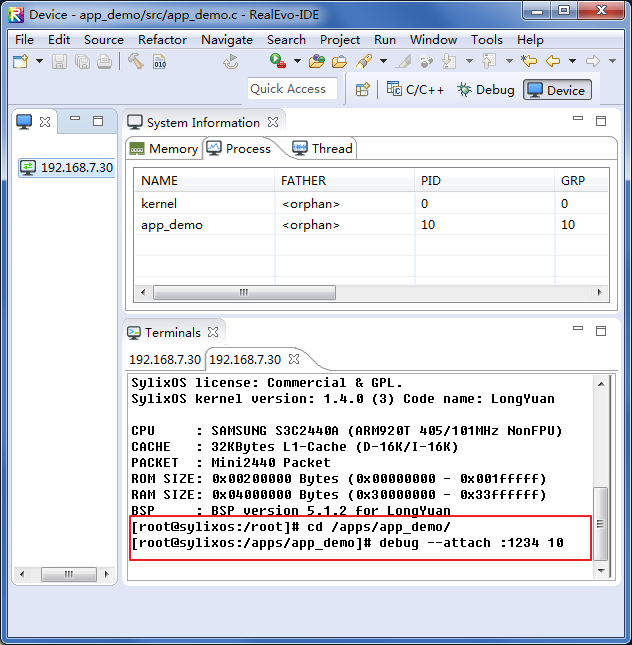 Device - app_demo/src/app_demo.c - RealEvo-IDE
File Edit Source Refactor Navigate Search Project Run Window Tools Help
010
Quick Access C/C++ Debug Device
System Information
192.168.7.30
Memory Process Thread
NAME FATHER PID GRP
kernel <orphan> 0 0
app_demo <orphan> 10 10
Terminals
192.168.7.30 192.168.7.30
SylixOS license: Commercial & GPL.
SylixOS kernel version: 1.4.0 (3) Code name: LongYuan
CPU : SAMSUNG S3C2440A (ARM920T 405/101MHz NonFPU)
CACHE : 32KBytes L1-Cache (D-16K/I-16K)
PACKET : Mini2440 Packet
ROM SIZE: 0x00200000 Bytes (0x00000000 - 0x001fffff)
RAM SIZE: 0x04000000 Bytes (0x30000000 - 0x33ffffff)
BSP : BSP version 5.1.2 for LongYuan
[root@sylixos:/root]# cd /apps/app_demo/
[root@sylixos:/apps/app_demo]# debug --attach :1234 10